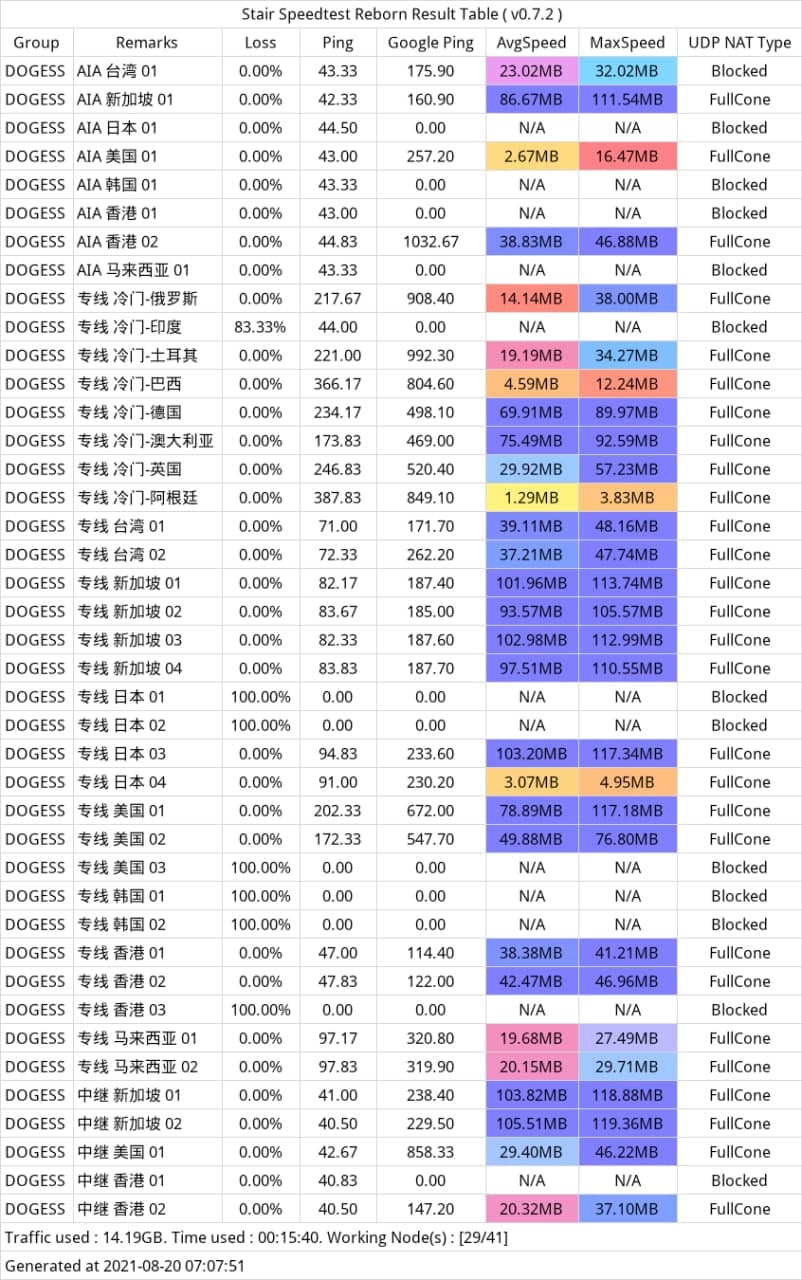 Stair Speedtest Reborn Result Table ( v0.7.2 )
Group Remarks Loss Ping Google Ping AvgSpeed MaxSpeed UDP NAT Type
DOGESS AIA 台湾 01 0.00% 43.33 175.90 23.02MB 32.02MB Blocked
DOGESS AIA 新加坡 01 0.00% 42.33 160.90 86.67MB 111.54MB FullCone
DOGESS AIA 日本 01 0.00% 44.50 0.00 N/A N/A Blocked
DOGESS AIA 美国 01 0.00% 43.00 257.20 2.67MB 16.47MB FullCone
DOGESS AIA 韩国 01 0.00% 43.33 0.00 N/A N/A Blocked
DOGESS AIA 香港 01 0.00% 43.00 0.00 N/A N/A Blocked
DOGESS AIA 香港 02 0.00% 44.83 1032.67 38.83MB 46.88MB FullCone
DOGESS AIA 马来西亚 01 0.00% 43.33 0.00 N/A N/A Blocked
DOGESS 专线 冷门-俄罗斯 0.00% 217.67 908.40 14.14MB 38.00MB FullCone
DOGESS 专线 冷门-印度 83.33% 44.00 0.00 N/A N/A Blocked
DOGESS 专线 冷门-土耳其 0.00% 221.00 992.30 19.19MB 34.27MB FullCone
DOGESS 专线 冷门-巴西 0.00% 366.17 804.60 4.59MB 12.24MB FullCone
DOGESS 专线 冷门-德国 0.00% 234.17 498.10 69.91MB 89.97MB FullCone
DOGESS 专线 冷门-澳大利亚 0.00% 173.83 469.00 75.49MB 92.59MB FullCone
DOGESS 专线 冷门-英国 0.00% 246.83 520.40 29.92MB 57.23MB FullCone
DOGESS 专线 冷门-阿根廷 0.00% 387.83 849.10 1.29MB 3.83MB FullCone
DOGESS 专线 台湾 01 0.00% 71.00 171.70 39.11MB 48.16MB FullCone
DOGESS 专线 台湾 02 0.00% 72.33 262.20 37.21MB 47.74MB FullCone
DOGESS 专线 新加坡 01 0.00% 82.17 187.40 101.96MB 113.74MB FullCone
DOGESS 专线 新加坡 02 0.00% 83.67 185.00 93.57MB 105.57MB FullCone
DOGESS 专线 新加坡 03 0.00% 82.33 187.60 102.98MB 112.99MB FullCone
DOGESS 专线 新加坡 04 0.00% 83.83 187.70 97.51MB 110.55MB FullCone
DOGESS 专线 日本 01 100.00% 0.00 0.00 N/A N/A Blocked
DOGESS 专线 日本 02 100.00% 0.00 0.00 N/A N/A Blocked
DOGESS 专线 日本 03 0.00% 94.83 233.60 103.20MB 117.34MB FullCone
DOGESS 专线 日本 04 0.00% 91.00 230.20 3.07MB 4.95MB FullCone
DOGESS 专线 美国 01 0.00% 202.33 672.00 78.89MB 117.18MB FullCone
DOGESS 专线 美国 02 0.00% 172.33 547.70 49.88MB 76.80MB FullCone
DOGESS 专线 美国 03 100.00% 0.00 0.00 N/A N/A Blocked
DOGESS 专线 韩国 01 100.00% 0.00 0.00 N/A N/A Blocked
DOGESS 专线 韩国 02 100.00% 0.00 0.00 N/A N/A Blocked
DOGESS 专线 香港 01 0.00% 47.00 114.40 38.38MB 41.21MB FullCone
DOGESS 专线 香港 02 0.00% 47.83 122.00 42.47MB 46.96MB FullCone
DOGESS 专线 香港 03 100.00% 0.00 0.00 N/A N/A Blocked
DOGESS 专线 马来西亚 01 0.00% 97.17 320.80 19.68MB 27.49MB FullCone
DOGESS 专线 马来西亚 02 0.00% 97.83 319.90 20.15MB 29.71MB FullCone
DOGESS 中继 新加坡 01 0.00% 41.00 238.40 103.82MB 118.88MB FullCone
DOGESS 中继 新加坡 02 0.00% 40.50 229.50 105.51MB 119.36MB FullCone
DOGESS 中继 美国 01 0.00% 42.67 858.33 29.40MB 46.22MB FullCone
DOGESS 中继 香港 01 0.00% 40.83 0.00 N/A N/A Blocked
DOGESS 中继 香港 02 0.00% 40.50 147.20 20.32MB 37.10MB FullCone
Traffic used : 14.19GB. Time used : 00:15:40. Working Node(s) : [29/41]
Generated at 2021-08-20 07:07:51